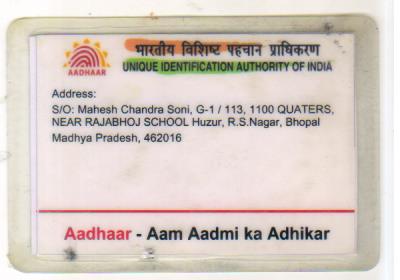 भारतीय विशिष्ट पहचान प्राधिकरण
AADHAAR
UNIQUE IDENTIFICATION AUTHORITY OF INDIA
Address:
S/O: Mahesh Chandra Soni, G-1 / 113, 1100 QUATERS,
NEAR RAJABHOJ SCHOOL Huzur, R.S.Nagar, Bhopal
Madhya Pradesh, 462016
Aadhaar - Aam Aadmi ka Adhikar